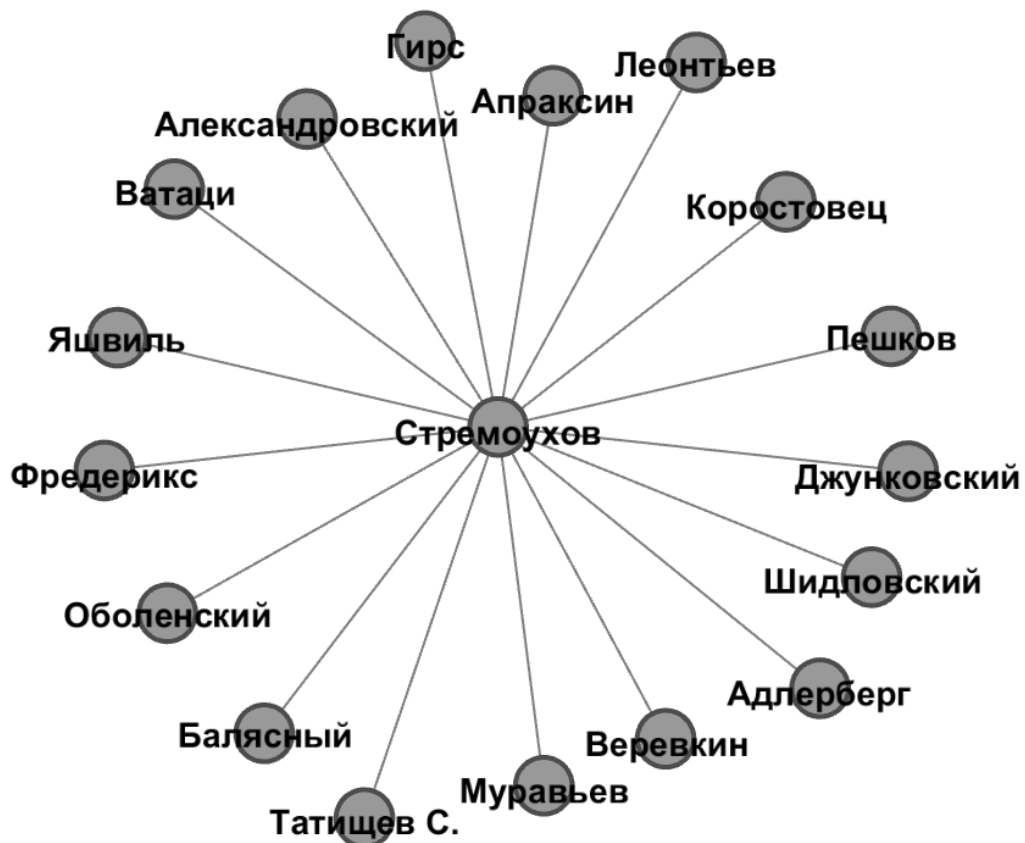 Гирс
Леонтьев
Апраксин
Александровский
Ватаци
Коростовец
Яшвиль
Пешков
Стремоухов
Фредерикс
Джунковский
Шидловский
Оболенский
Адлерберг
Балясный
Веревкин
Муравьев
Татищев С.